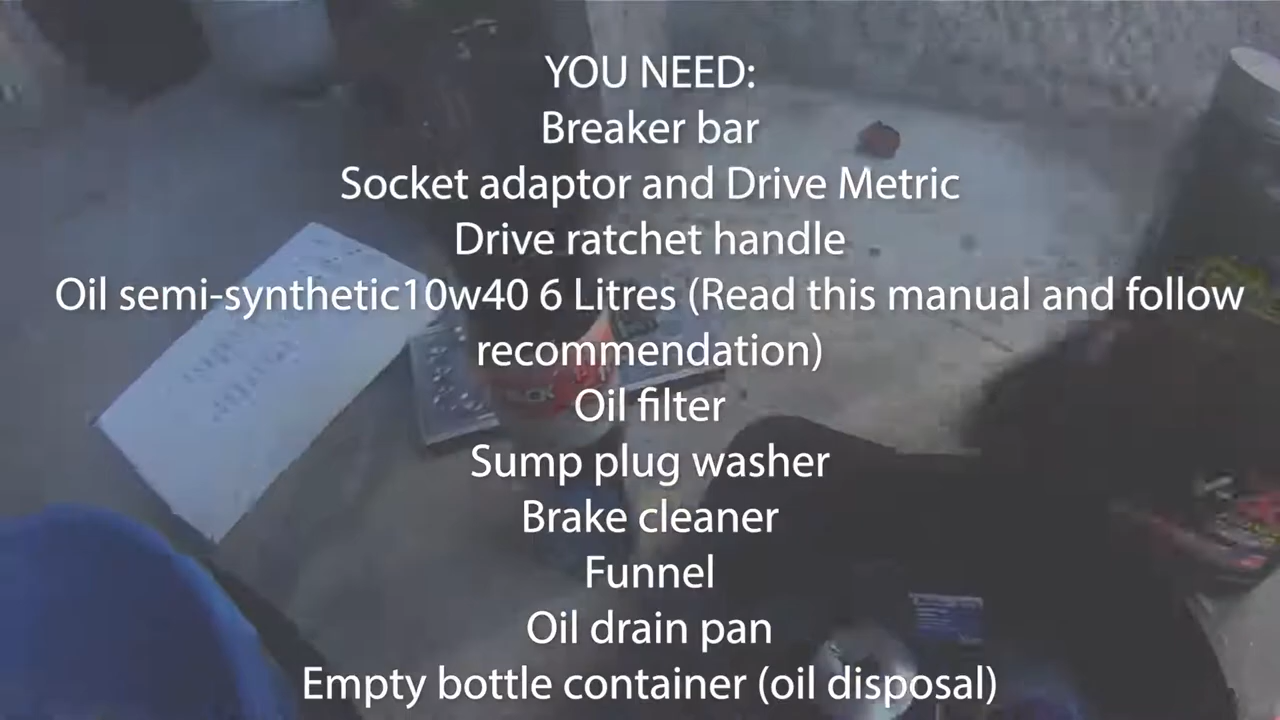 YOU NEED:
Breaker bar
Socket adaptor and Drive Metric
Drive ratchet handle
Oil semi-synthetic10w40 6 Litres (Read this manual and follow
recommendation)
Oil filter
Sump plug washer
Brake cleaner
Funnel
Oil drain pan
Empty bottle container (oil disposal)